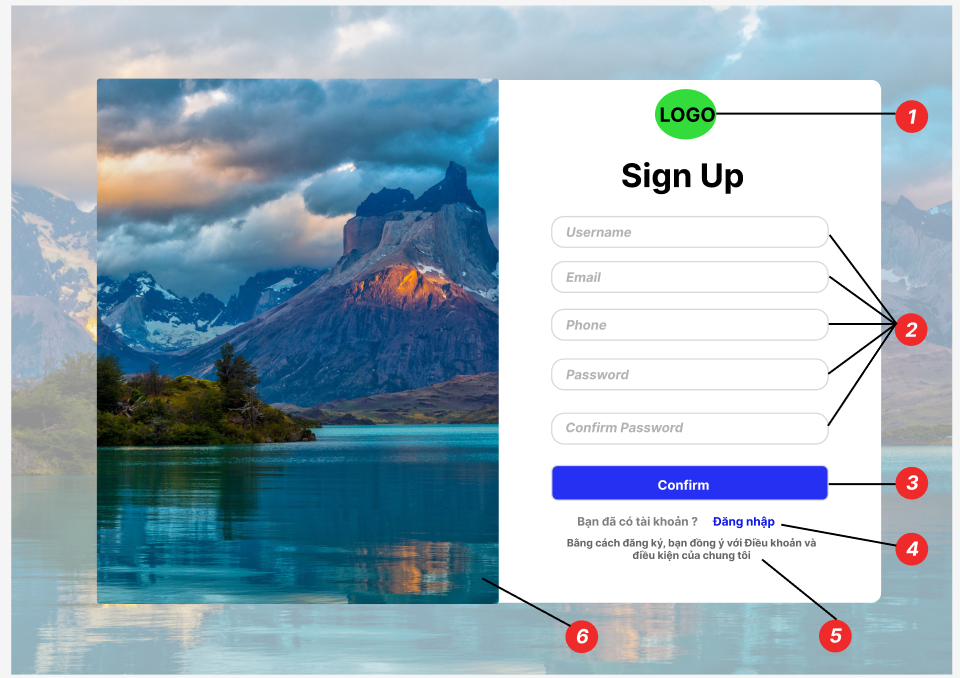 LOGO
1
Sign Up
Username
Email
Phone
2
Password
Confirm Password
Confirm
3
Bạn đã có tài khoản ? Đăng nhập
4
Bằng cách đăng ký, bạn đồng ý với Điều khoản và
điều kiện của chung tôi
5
6